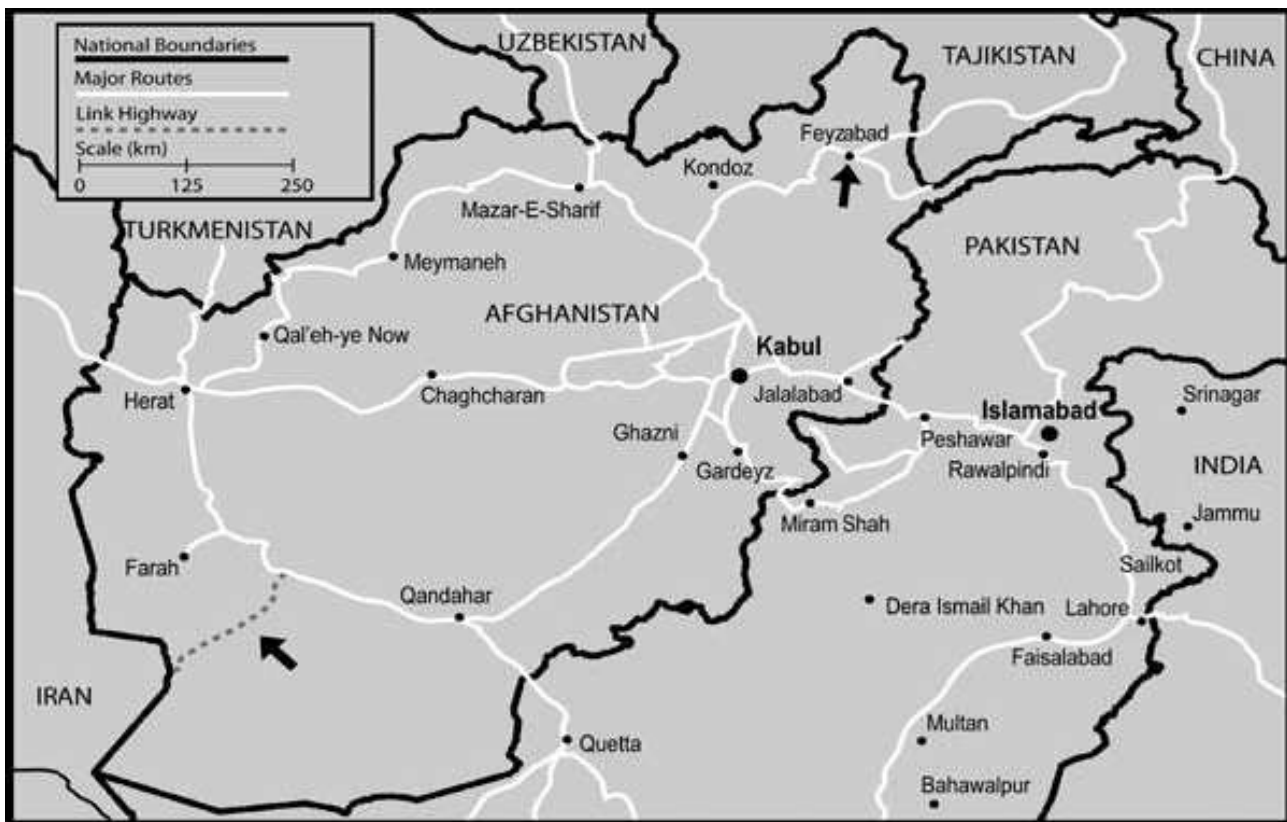 National Boundaries
Major Routes
Link Highway
Scale (km)
0 125 250
UZBEKISTAN
TAJIKISTAN
CHINA
Feyzabad
Kondoz
Mazar-E-Sharif
TURKMENISTAN
PAKISTAN
Meymaneh
AFGHANISTAN
Qal'eh-ye Now
Kabul
Herat
Chaghcharan
Jalalabad
Srinagar
Islamabad
Ghazni
Peshawar
Gardeyz
Rawalpindi
INDIA
Miram Shah
Jammu
Farah
Sailkot
Qandahar
Dera Ismail Khan
Lahore
Faisalabad
IRAN
Multan
Quetta
Bahawalpur